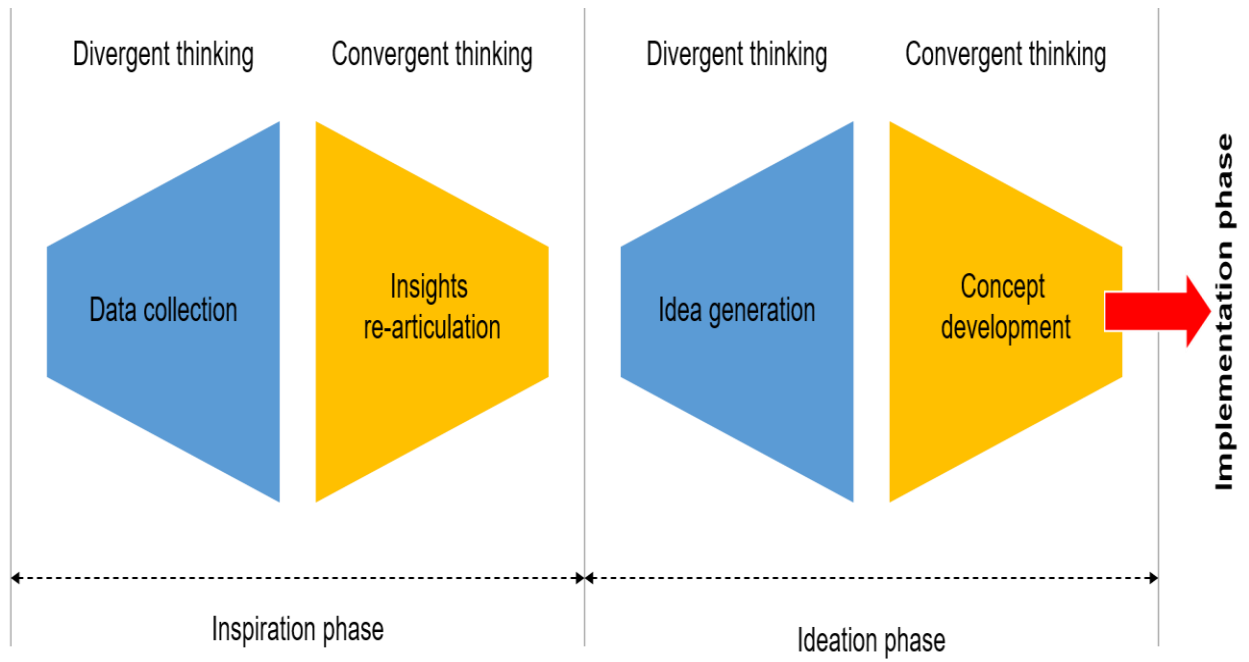 Divergent thinking
Convergent thinking
Divergent thinking
Convergent thinking
Data collection
Insights
re-articulation
Idea generation
Concept
development
Implementation phase
Inspiration phase
Ideation phase